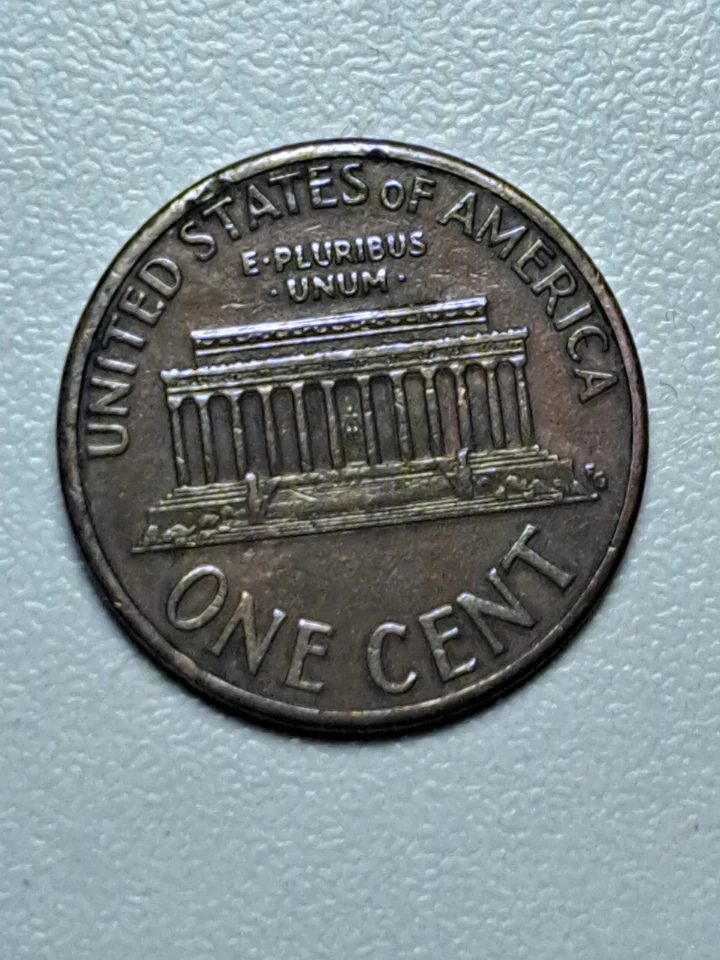 UNITED STATES OF AMERICA
E·PLURIBUS
·UNUM·
FG
ONE CENT